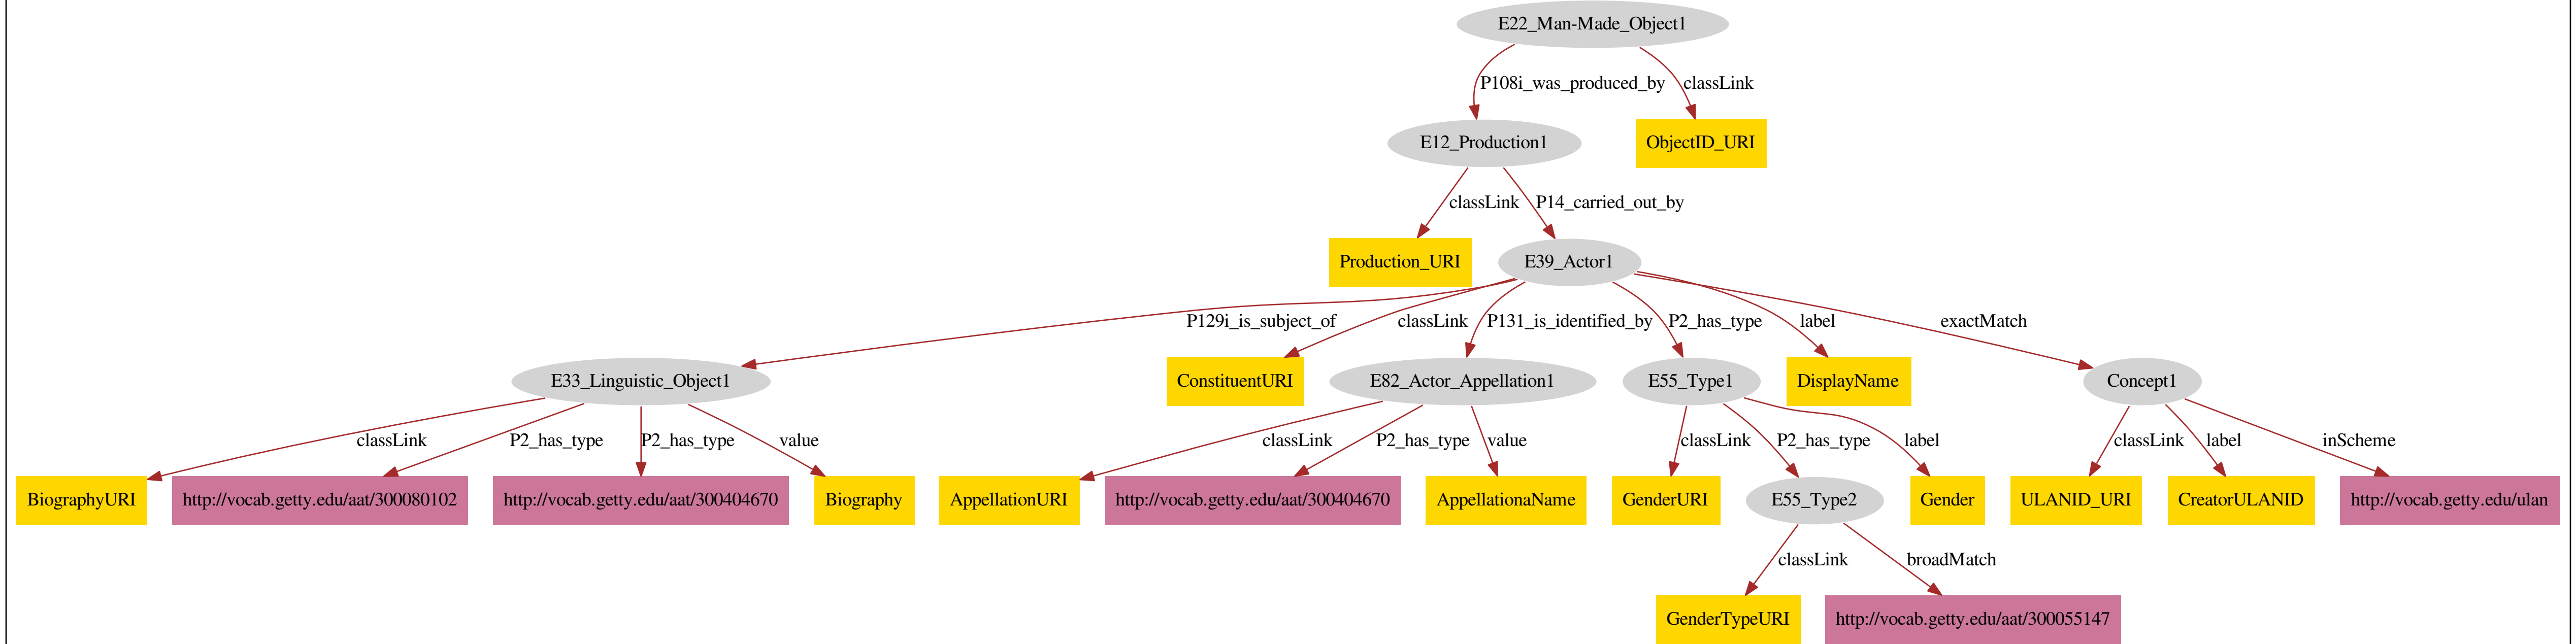 E22_Man-Made_Object1
P108i_was_produced_by
classLink
E12_Production1
ObjectID_URI
classLink
P14_carried_out_by
Production_URI
E39_Actor1
P129i_is_subject_of
classLink
P131_is_identified_by
P2_has_type
label
exactMatch
E33_Linguistic_Object1
ConstituentURI
E82_Actor_Appellation1
E55_Type1
DisplayName
Concept1
classLink
P2_has_type
P2_has_type
value
classLink
P2_has_type
value
classLink
P2_has_type
label
classLink
label
inScheme
BiographyURI
http://vocab.getty.edu/aat/300080102
http://vocab.getty.edu/aat/300404670
Biography
AppellationURI
http://vocab.getty.edu/aat/300404670
AppellationaName
GenderURI
E55_Type2
Gender
ULANID_URI
CreatorULANID
http://vocab.getty.edu/ulan
classLink
broadMatch
GenderTypeURI
http://vocab.getty.edu/aat/300055147